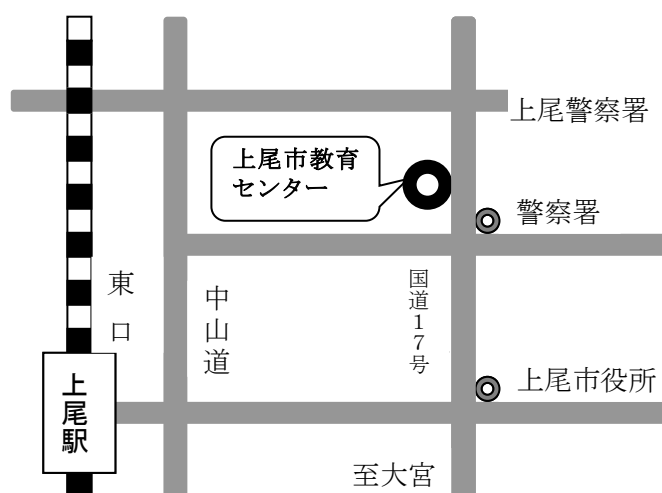 上尾警察署
上尾市教育
センター
警察署
東口
中山道
国道17号
上尾市役所
上尾駅
至大宮